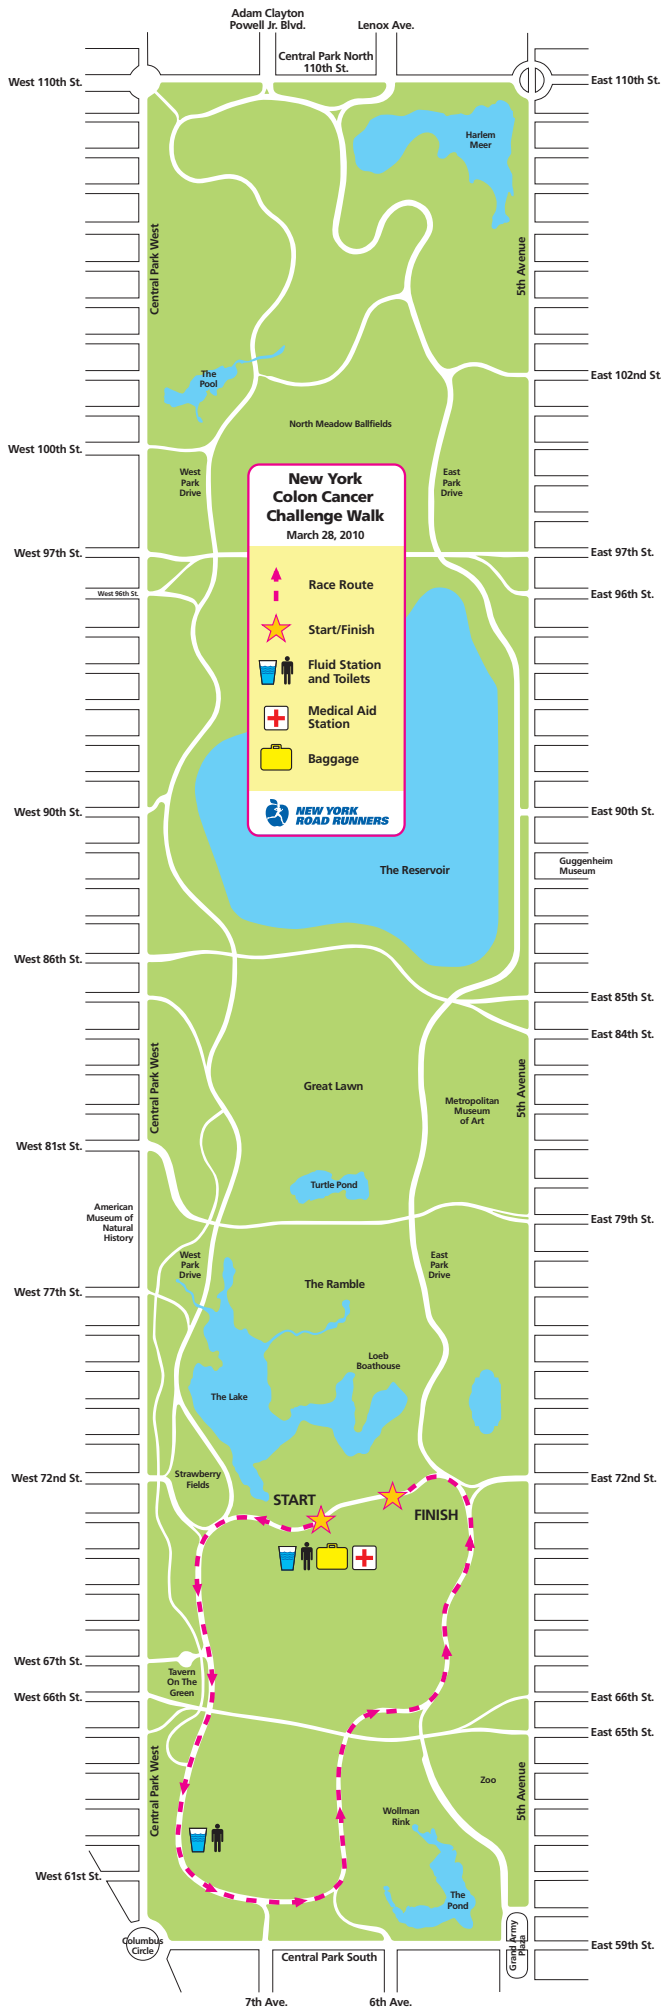 Adam Clayton
Powell Jr. Blvd.
Lenox Ave.
Central Park North
110th St.
West 110th St.
East 110th St.
Harlem
Meer
Central Park West
5th Avenue
The
Pool
East 102nd St.
North Meadow Ballfields
West 100th St.
West
Park
Drive
East
Park
Drive
New York
Colon Cancer
Challenge Walk
March 28, 2010
West 97th St.
East 97th St.
West 96th St.
East 96th St.
Race Route
Start/Finish
Fluid Station
and Toilets
Medical Aid
Station
Baggage
NEW YORK
ROAD RUNNERS
West 90th St.
East 90th St.
The Reservoir
Guggenheim
Museum
West 86th St.
East 85th St.
East 84th St.
Central Park West
5th Avenue
Great Lawn
Metropolitan
Museum
of Art
West 81st St.
Turtle Pond
American
Museum of
Natural
History
East 79th St.
West
Park
Drive
East
Park
Drive
The Ramble
West 77th St.
Loeb
Boathouse
The Lake
West 72nd St.
Strawberry
Fields
East 72nd St.
START
FINISH
West 67th St.
Tavern
On The
Green
West 66th St.
East 66th St.
East 65th St.
Central Park West
5th Avenue
Zoo
Wollman
Rink
West 61st St.
The
Pond
Columbus
Circle
Grand Army
Plaza
Central Park South
East 59th St.
7th Ave.
6th Ave.